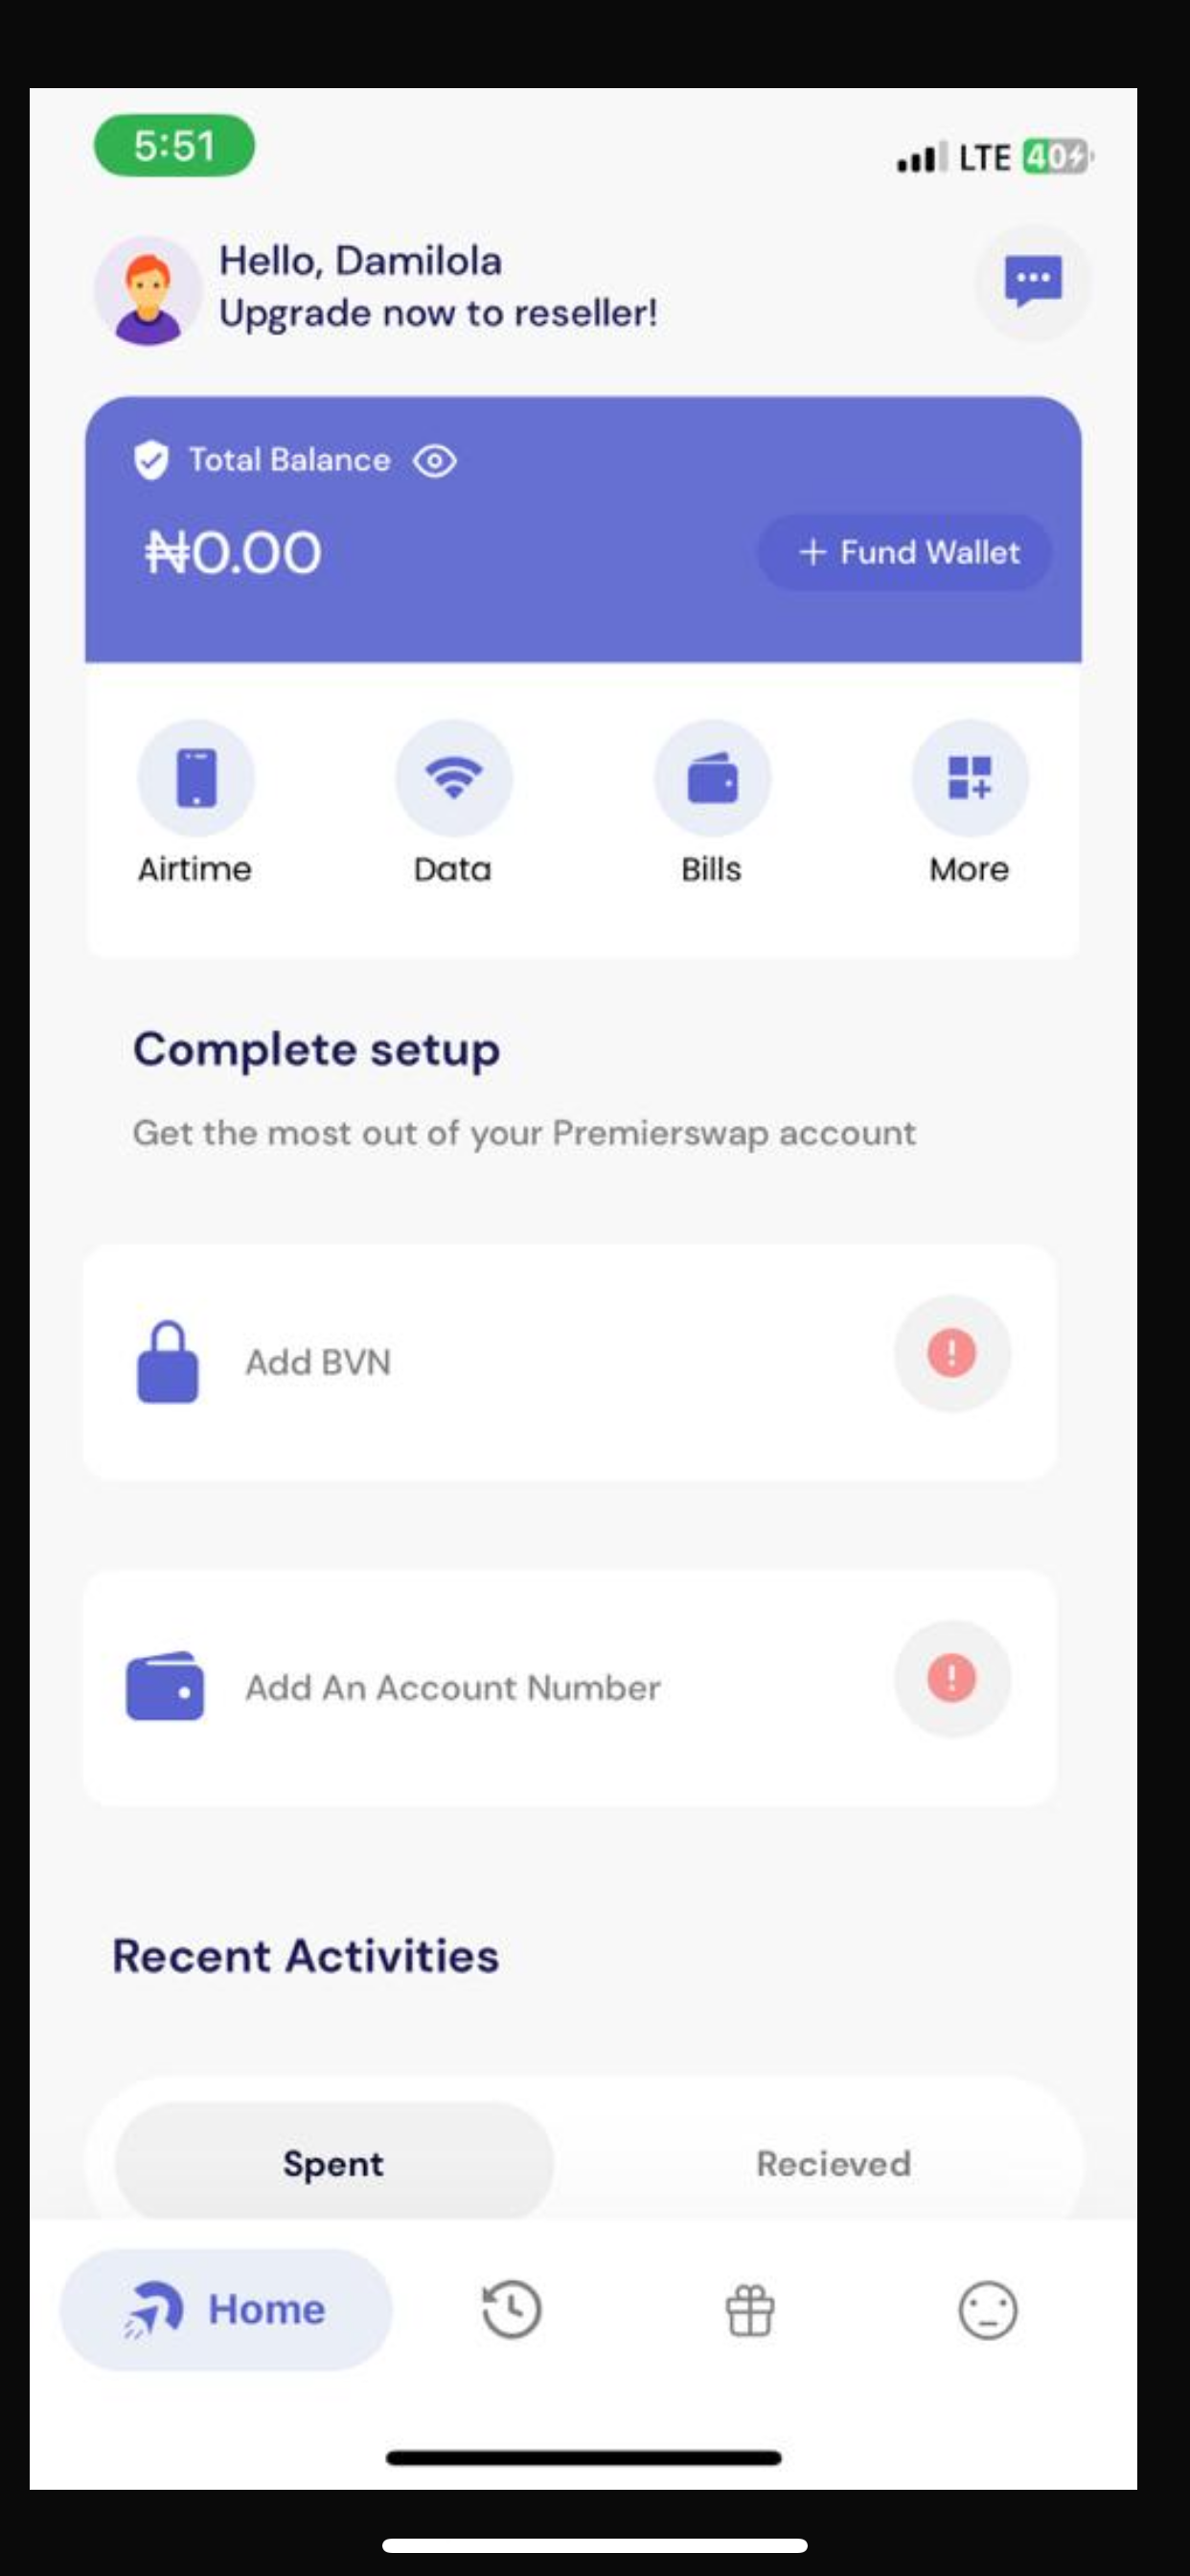 5:51
LTE 40
Hello, Damilola
Upgrade now to reseller!
Total Balance
₦0.00
+ Fund Wallet
Airtime Data Bills More
Complete setup
Get the most out of your Premierswap account
Add BVN
Add An Account Number
Recent Activities
Spent Recieved
Home